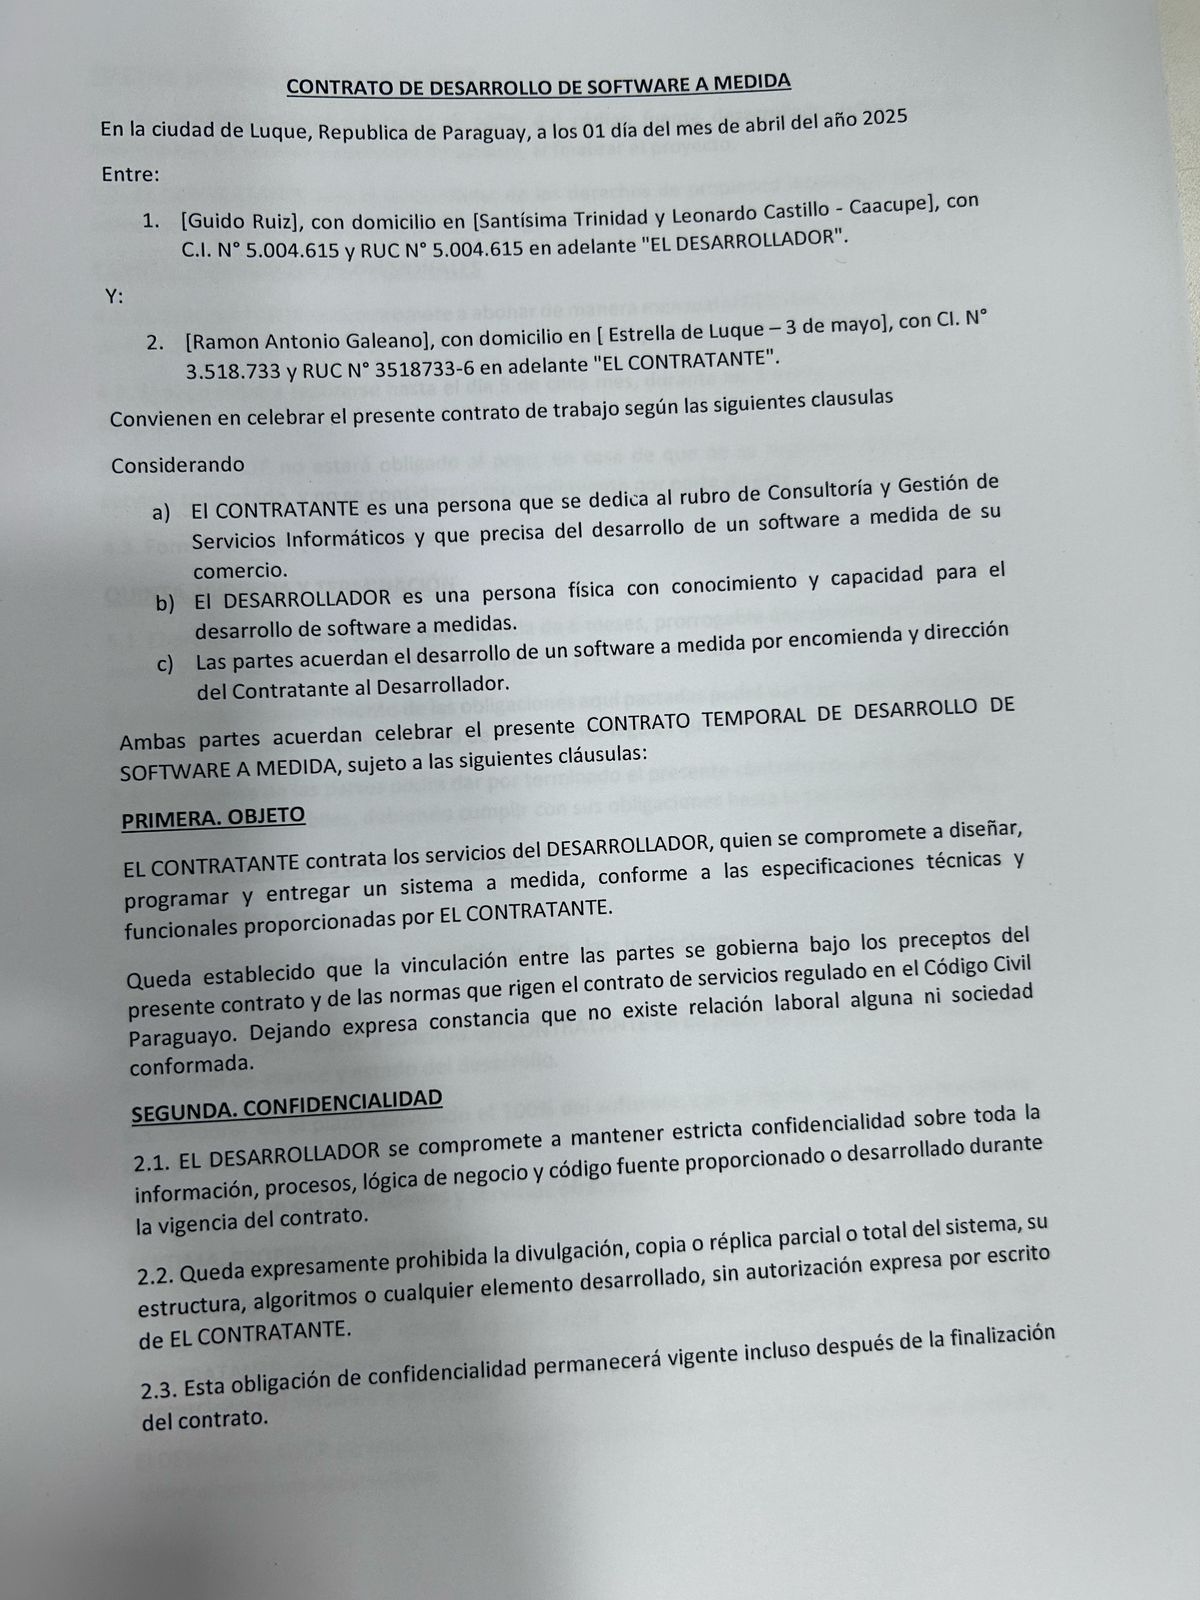 CONTRATO DE DESARROLLO DE SOFTWARE A MEDIDA
En la ciudad de Luque, Republica de Paraguay, a los 01 día del mes de abril del año 2025
Entre:
1. [Guido Ruiz], con domicilio en [Santísima Trinidad y Leonardo Castillo - Caacupe], con
C.I. N° 5.004.615 y RUC N° 5.004.615 en adelante "EL DESARROLLADOR".
Y:
2. [Ramon Antonio Galeano], con domicilio en [ Estrella de Luque – 3 de mayo], con CI. N°
3.518.733 y RUC N° 3518733-6 en adelante "EL CONTRATANTE".
Convienen en celebrar el presente contrato de trabajo según las siguientes clausulas
Considerando
a) El CONTRATANTE es una persona que se dedica al rubro de Consultoría y Gestión de
Servicios Informáticos y que precisa del desarrollo de un software a medida de su
comercio.
b) El DESARROLLADOR es una persona física con conocimiento y capacidad para el
desarrollo de software a medidas.
c) Las partes acuerdan el desarrollo de un software a medida por encomienda y dirección
del Contratante al Desarrollador.
Ambas partes acuerdan celebrar el presente CONTRATO TEMPORAL DE DESARROLLO DE
SOFTWARE A MEDIDA, sujeto a las siguientes cláusulas:
PRIMERA. OBJETO
EL CONTRATANTE contrata los servicios del DESARROLLADOR, quien se compromete a diseñar,
programar y entregar un sistema a medida, conforme a las especificaciones técnicas y
funcionales proporcionadas por EL CONTRATANTE.
Queda establecido que la vinculación entre las partes se gobierna bajo los preceptos del
presente contrato y de las normas que rigen el contrato de servicios regulado en el Código Civil
Paraguayo. Dejando expresa constancia que no existe relación laboral alguna ni sociedad
conformada.
SEGUNDA. CONFIDENCIALIDAD
2.1. EL DESARROLLADOR se compromete a mantener estricta confidencialidad sobre toda la
información, procesos, lógica de negocio y código fuente proporcionado o desarrollado durante
la vigencia del contrato.
2.2. Queda expresamente prohibida la divulgación, copia o réplica parcial o total del sistema, su
estructura, algoritmos o cualquier elemento desarrollado, sin autorización expresa por escrito
de EL CONTRATANTE.
2.3. Esta obligación de confidencialidad permanecerá vigente incluso después de la finalización
del contrato.